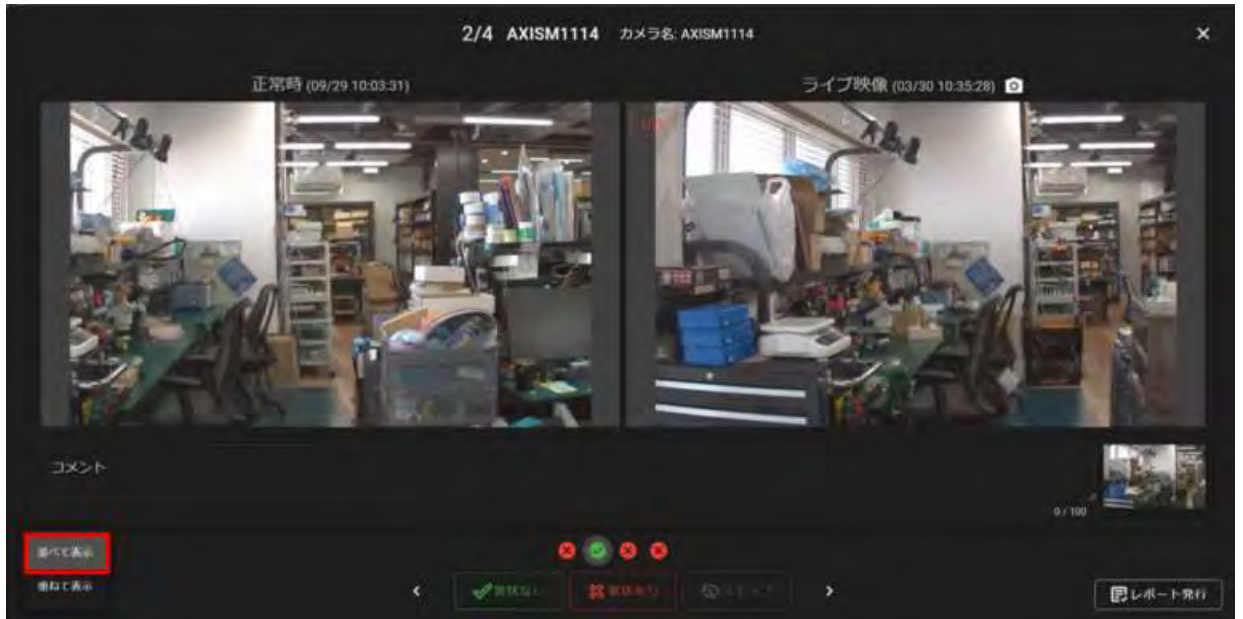 2/4 AXISM1114 カメラ名: AXISM1114
正常時 (09/29 10:03:31)
ライブ映像 (03/30 10:35:28)
コメント
0 / 100
並べて表示
重ねて表示
レポート発行